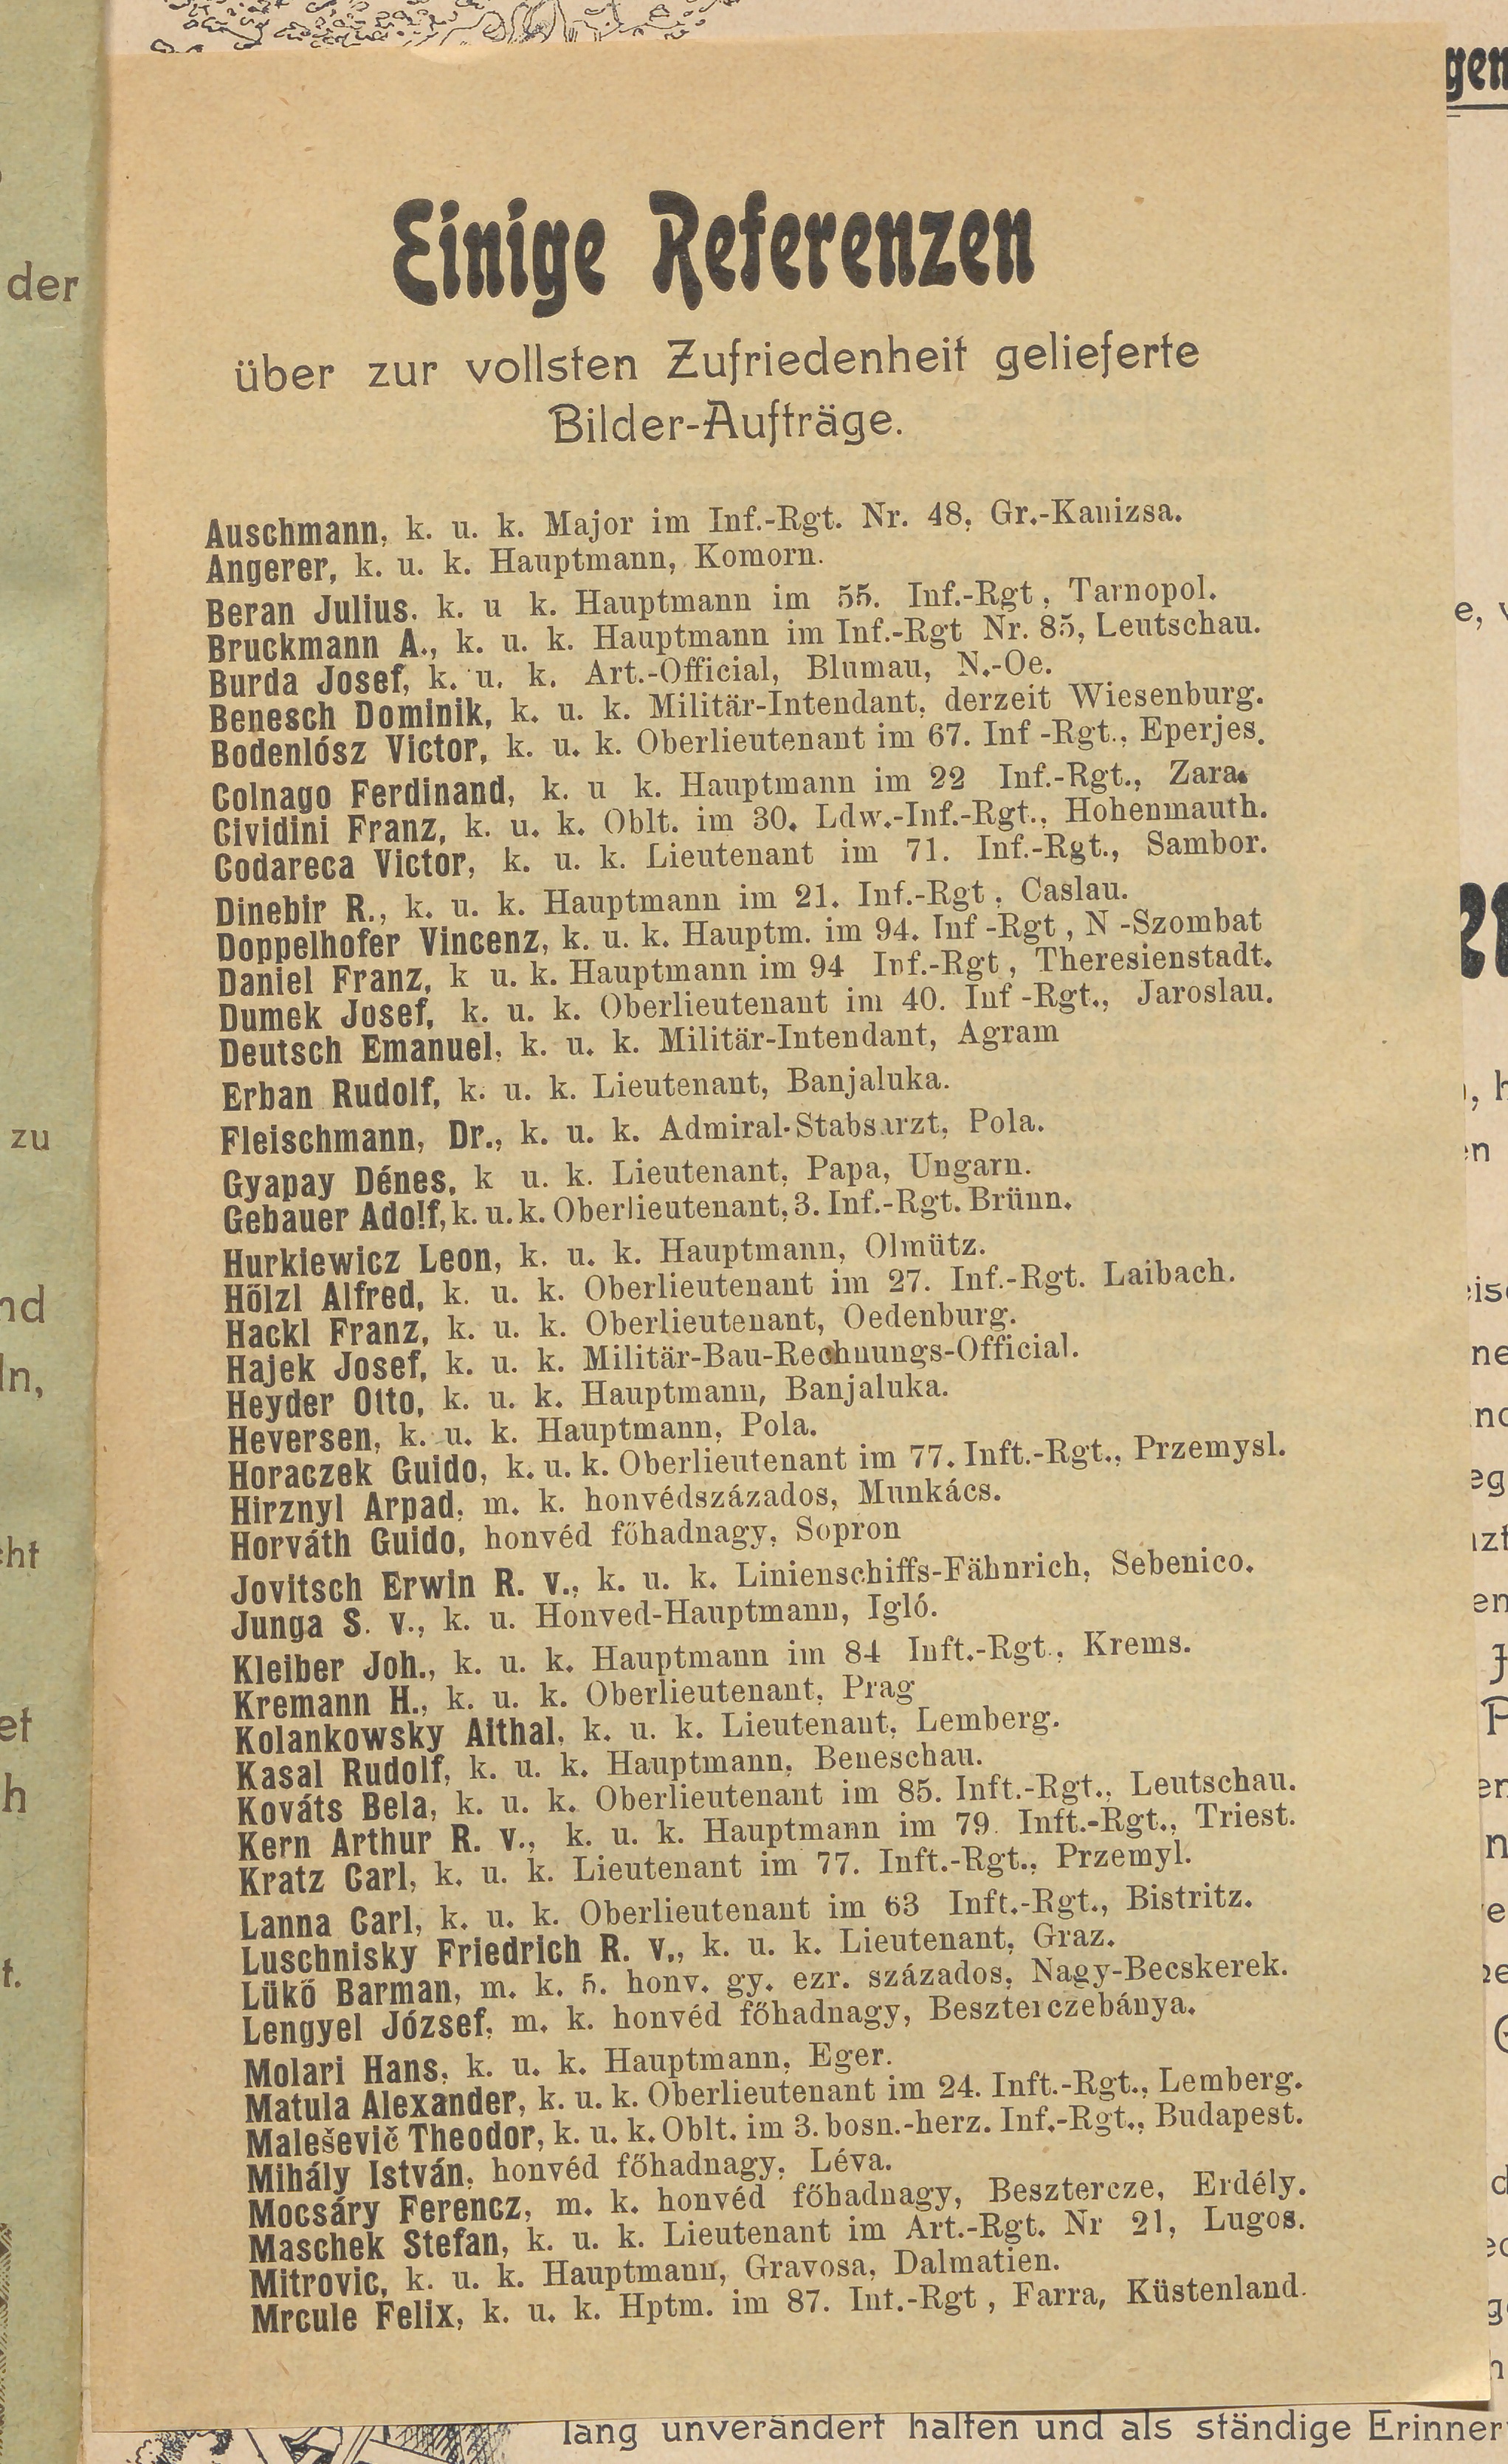 Einige Referenzen
über zur vollsten Zufriedenheit gelieferte
Bilder-Aufträge.
Auschmann, k. u. k. Major im Inf.-Rgt. Nr. 48, Gr.-Kanizsa.
Angerer, k. u. k. Hauptmann, Komorn.
Beran Julius. k. u k. Hauptmann im 55. Inf.-Rgt, Tarnopol.
Bruckmann A., k. u. k. Hauptmann im Inf.-Rgt Nr. 85, Leutschau.
Burda Josef, k. u. k. Art.-Official, Blumau, N.-Oe.
Benesch Dominik, k. u. k. Militär-Intendant, derzeit Wiesenburg.
Bodenlósz Victor, k. u. k. Oberlieutenant im 67. Inf-Rgt., Eperjes.
Colnago Ferdinand, k. u k. Hauptmann im 22 Inf.-Rgt., Zara.
Cividini Franz, k. u. k. Oblt. im 30. Ldw.-Inf.-Rgt., Hohenmauth.
Codareca Victor, k. u. k. Lieutenant im 71. Inf.-Rgt., Sambor.
Dinebir R., k. u. k. Hauptmann im 21. Inf.-Rgt, Caslau.
Doppelhofer Vincenz, k. u. k. Hauptm. im 94. Inf-Rgt, N-Szombat
Daniel Franz, k u. k. Hauptmann im 94 Inf.-Rgt, Theresienstadt.
Dumek Josef, k. u. k. Oberlieutenant im 40. Inf-Rgt., Jaroslau.
Deutsch Emanuel, k. u. k. Militär-Intendant, Agram
Erban Rudolf, k. u. k. Lieutenant, Banjaluka.
Fleischmann, Dr., k. u. k. Admiral-Stabsarzt, Pola.
Gyapay Dénes, k u. k. Lieutenant, Papa, Ungarn.
Gebauer Adolf, k. u. k. Oberlieutenant, 3. Inf.-Rgt. Brünn.
Hurkiewicz Leon, k. u. k. Hauptmann, Olmütz.
Hölzl Alfred, k. u. k. Oberlieutenant im 27. Inf.-Rgt. Laibach.
Hackl Franz, k. u. k. Oberlieutenant, Oedenburg.
Hajek Josef, k. u. k. Militär-Bau-Rechnungs-Official.
Heyder Otto, k. u. k. Hauptmann, Banjaluka.
Heversen, k. u. k. Hauptmann, Pola.
Horaczek Guido, k. u. k. Oberlieutenant im 77. Inft.-Rgt., Przemysl.
Hirznyl Arpad, m. k. honvédszázados, Munkács.
Horváth Guido, honvéd főhadnagy, Sopron
Jovitsch Erwin R. v., k. u. k. Linienschiffs-Fähnrich, Sebenico.
Junga S. v., k. u. Honved-Hauptmann, Igló.
Kleiber Joh., k. u. k. Hauptmann im 84 Inft.-Rgt., Krems.
Kremann H., k. u. k. Oberlieutenant, Prag
Kolankowsky Althal, k. u. k. Lieutenant, Lemberg.
Kasal Rudolf, k. u. k. Hauptmann, Beneschau.
Kováts Bela, k. u. k. Oberlieutenant im 85. Inft.-Rgt., Leutschau.
Kern Arthur R. v., k. u. k. Hauptmann im 79. Inft.-Rgt., Triest.
Kratz Carl, k. u. k. Lieutenant im 77. Inft.-Rgt., Przemyl.
Lanna Carl, k. u. k. Oberlieutenant im 63 Inft.-Rgt., Bistritz.
Luschnisky Friedrich R. v., k. u. k. Lieutenant, Graz.
Lükő Barman, m. k. 5. honv. gy. ezr. százados, Nagy-Becskerek.
Lengyel József, m. k. honvéd főhadnagy, Beszterczebánya.
Molari Hans, k. u. k. Hauptmann, Eger.
Matula Alexander, k. u. k. Oberlieutenant im 24. Inft.-Rgt., Lemberg.
Maleševič Theodor, k. u. k. Oblt. im 3. bosn.-herz. Inf.-Rgt., Budapest.
Mihály István, honvéd főhadnagy, Léva.
Mocsáry Ferencz, m. k. honvéd főhadnagy, Besztercze, Erdély.
Maschek Stefan, k. u. k. Lieutenant im Art.-Rgt. Nr 21, Lugos.
Mitrovic, k. u. k. Hauptmann, Gravosa, Dalmatien.
Mrcule Felix, k. u. k. Hptm. im 87. Inf.-Rgt, Farra, Küstenland.
lang unverändert halten und als ständige Erinner
der
zu